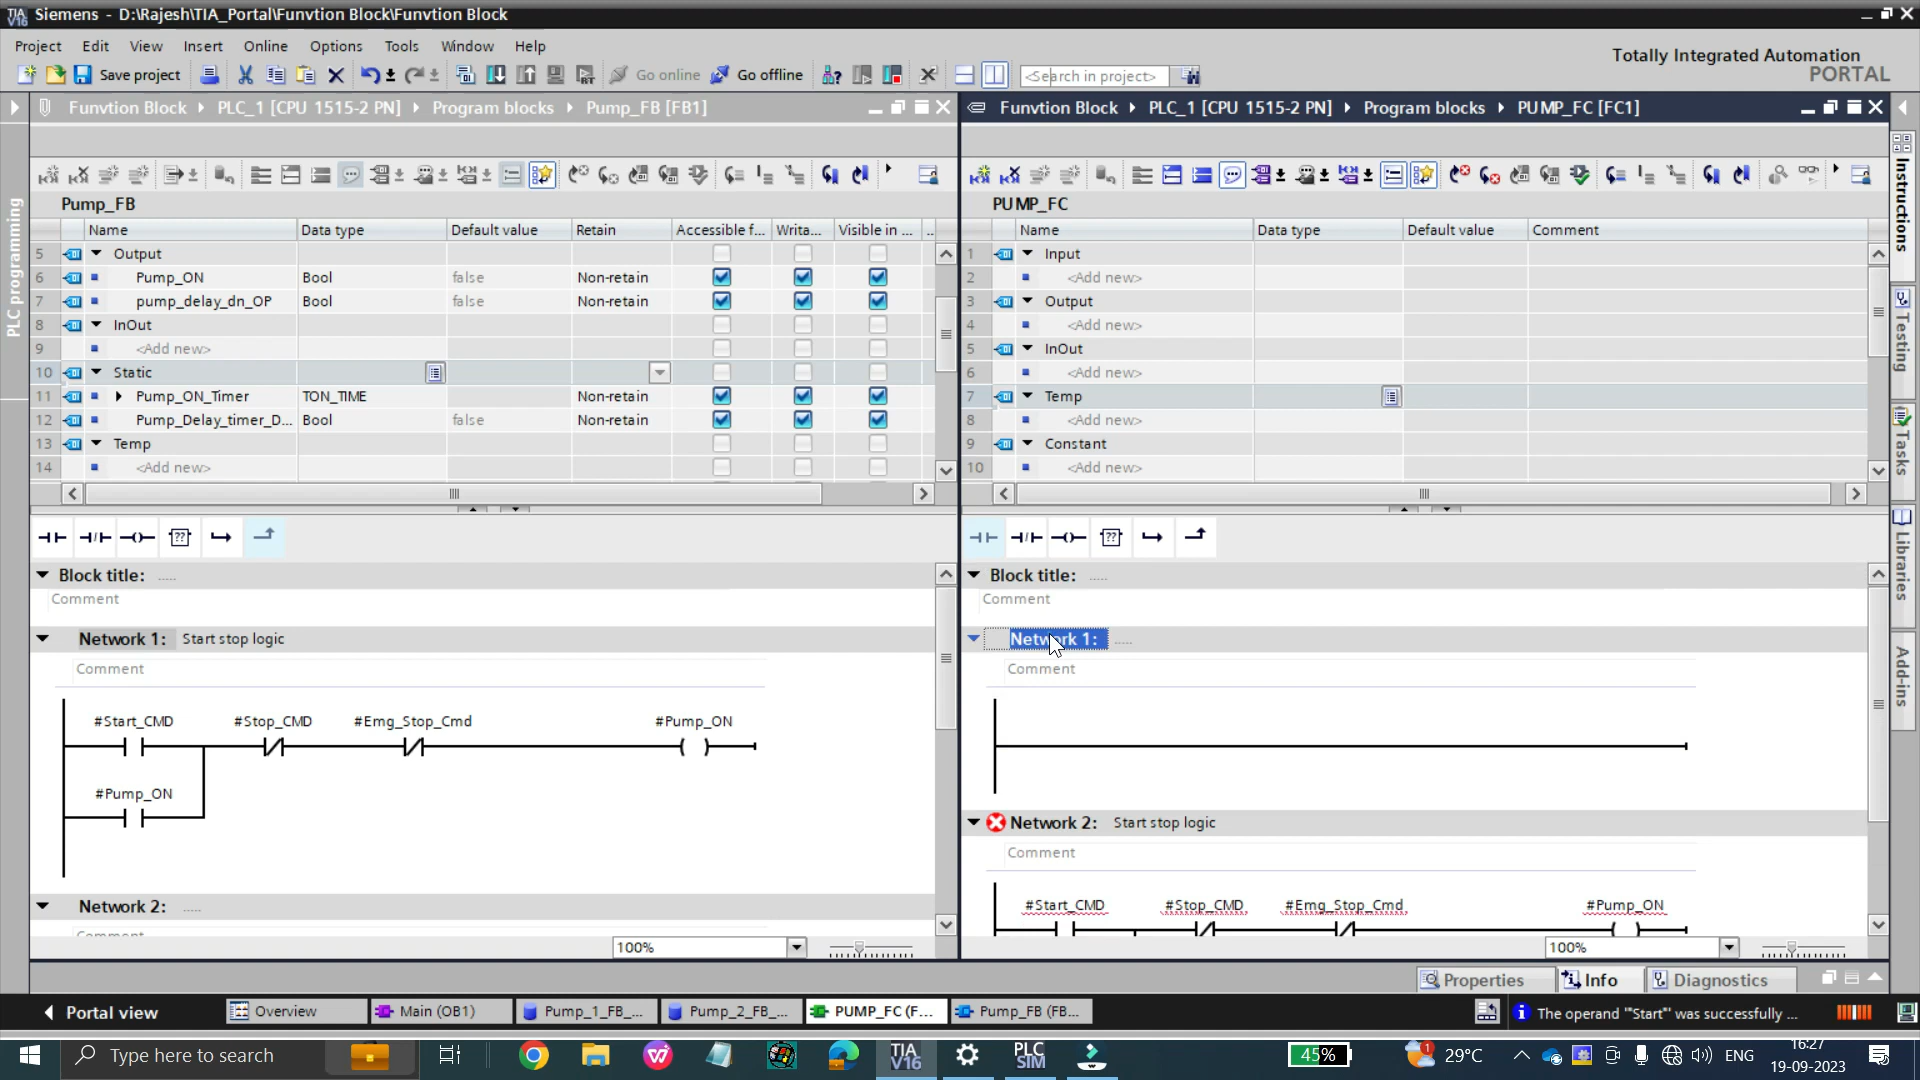 Siemens - D:\Rajesh\TIA_Portal\Funvtion Block\Funvtion Block
Project Edit View Insert Online Options Tools Window Help
Totally Integrated Automation
PORTAL
Save project Go online Go offline <Search in project>
Funvtion Block PLC_1 [CPU 1515-2 PN] Program blocks Pump_FB [FB1]
Funvtion Block PLC_1 [CPU 1515-2 PN] Program blocks PUMP_FC [FC1]
PLC programming
Pump_FB
Name Data type Default value Retain Accessible f... Writa... Visible in ... ..
5 Output
6 Pump_ON Bool false Non-retain
7 pump_delay_dn_OP Bool false Non-retain
8 InOut
9 <Add new>
10 Static
11 Pump_ON_Timer TON_TIME Non-retain
12 Pump_Delay_timer_D... Bool false Non-retain
13 Temp
14 <Add new>
Block title: .....
Comment
Network 1: Start stop logic
Comment
#Start_CMD #Stop_CMD #Emg_Stop_Cmd #Pump_ON
#Pump_ON
Network 2: .....
Comment
100%
PUMP_FC
Name Data type Default value Comment
1 Input
2 <Add new>
3 Output
4 <Add new>
5 InOut
6 <Add new>
7 Temp
8 <Add new>
9 Constant
10 <Add new>
Block title: .....
Comment
Network 1: .....
Comment
Network 2: Start stop logic
Comment
#Start_CMD #Stop_CMD #Emg_Stop_Cmd #Pump_ON
100%
Instructions
Testing
Tasks
Libraries
Add-ins
Properties Info Diagnostics
Portal view Overview Main (OB1) Pump_1_FB_... Pump_2_FB_... PUMP_FC (F... Pump_FB (FB... The operand '"Start"' was successfully ...
Type here to search TIA V16 PLC SIM 45% 29°C ENG 16:27
19-09-2023